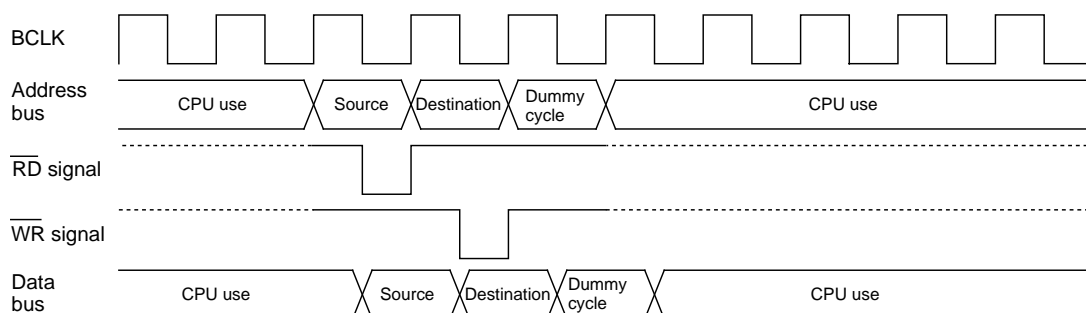 BCLK
Address
bus
CPU use
Source
Destination
Dummy
cycle
CPU use
RD signal
WR signal
Data
bus
CPU use
Source
Destination
Dummy
cycle
CPU use